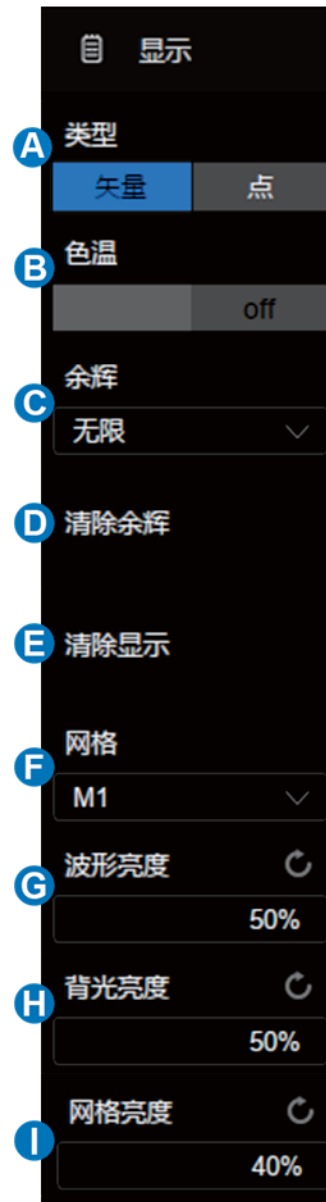 显示
A 类型
矢量 点
B 色温
off
C 余辉
无限
D 清除余辉
E 清除显示
F 网格
M1
G 波形亮度
50%
H 背光亮度
50%
I 网格亮度
40%